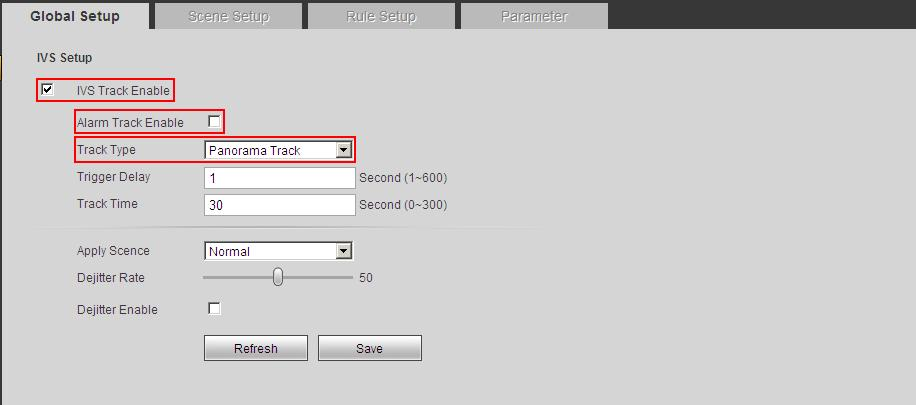 Global Setup Scene Setup Rule Setup Parameter
IVS Setup
IVS Track Enable
Alarm Track Enable
Track Type Panorama Track
Trigger Delay 1 Second (1~600)
Track Time 30 Second (0~300)
Apply Scence Normal
Dejitter Rate 50
Dejitter Enable
Refresh Save